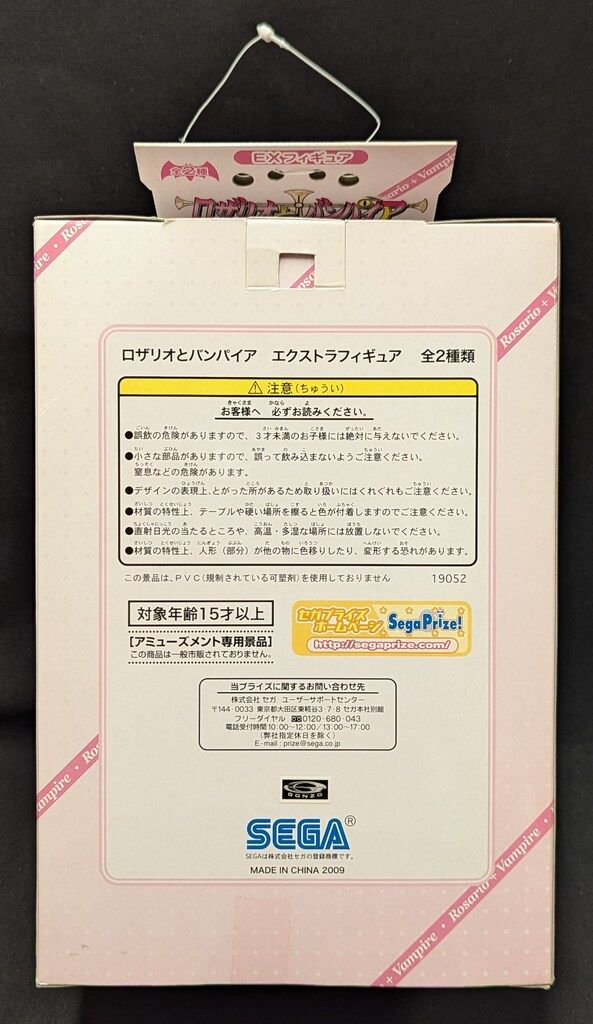 EXフィギュア
全2種
Rosario + Vampire
ロザリオとバンパイア
ロザリオとバンパイア　エクストラフィギュア　全2種類
⚠注意(ちゅうい)
お客様へ　必ずお読みください。
●誤飲の危険がありますので、3才未満のお子様には絶対に与えないでください。
●小さな部品がありますので、誤って飲み込まないようご注意ください。
窒息などの危険があります。
●デザインの表現上、とがった所があるため取り扱いにはくれぐれもご注意ください。
●材質の特性上、テーブルや硬い場所を擦ると色が付着しますのでご注意ください。
●直射日光の当たるところや、高温・多湿な場所には放置しないでください。
●材質の特性上、人形(部分)が他の物に色移りしたり、変形する恐れがあります。
この景品は、PVC(規制されている可塑剤)を使用しておりません　19052
対象年齢15才以上
[アミューズメント専用景品]
この商品は一般市販されておりません。
セガプライズ
ホームページ
SegaPrize!
http://segaprize.com/
当プライズに関するお問い合わせ先
株式会社 セガ ユーザーサポートセンター
〒144-0033 東京都大田区東糀谷3-7-8 セガ本社別館
フリーダイヤル 0120-680-043
電話受付時間 10:00〜12:00/13:00〜17:00
(弊社指定休日を除く)
E-mail : prize@sega.co.jp
GONZO
SEGA®
SEGAは株式会社セガの登録商標です。
MADE IN CHINA 2009
Rosario + Vampire